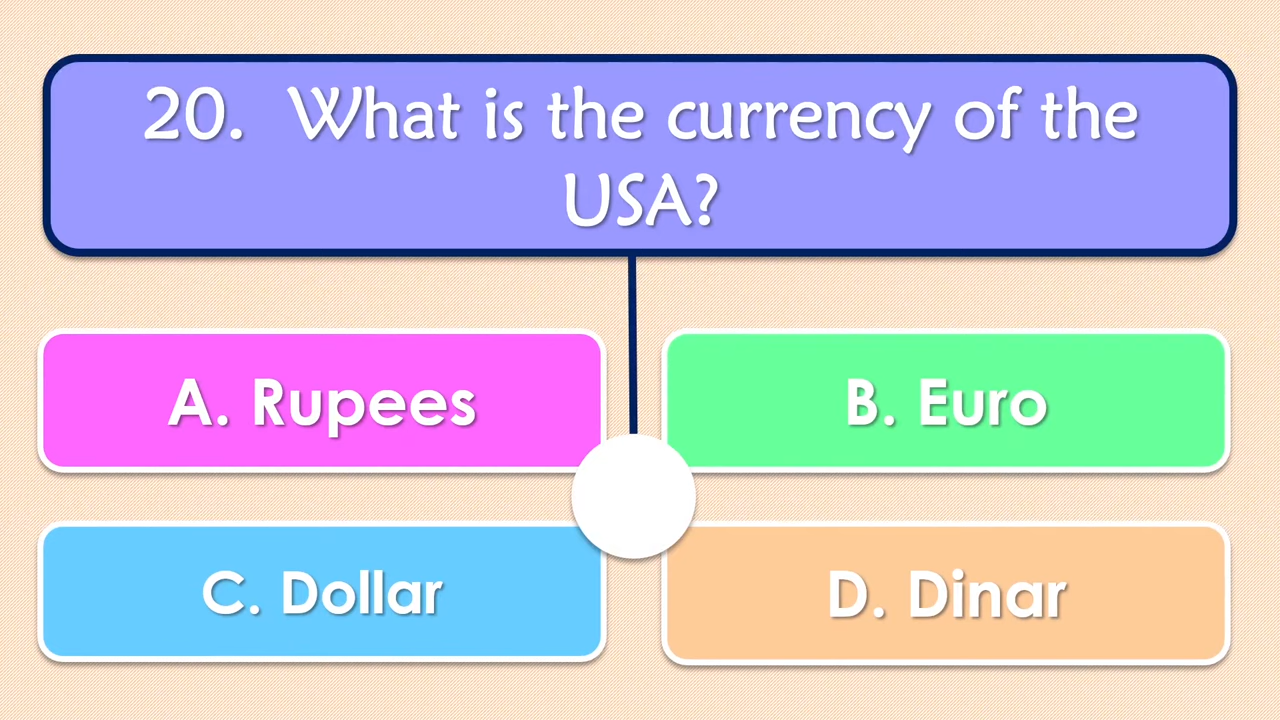 20. What is the currency of the
USA?
A. Rupees
B. Euro
C. Dollar
D. Dinar